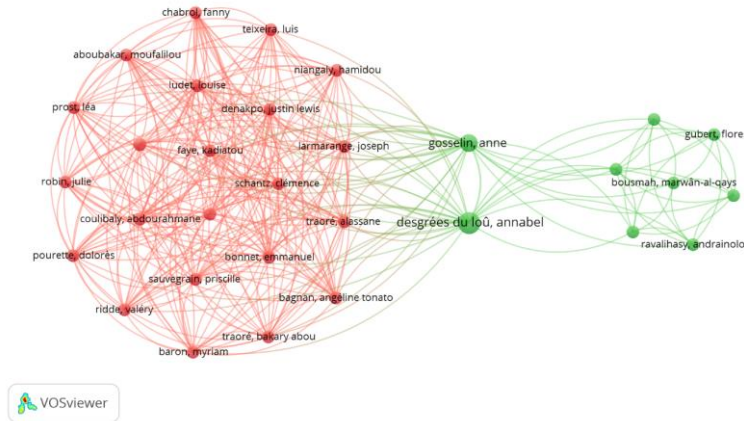 chabrol, fanny
teixeira, luis
aboubakar, moufalilou
niangaly, hamidou
ludet, louise
prost, léa
denakpo, justin lewis
gosselin, anne
gubert, flore
larmarange, joseph
faye, kadiatou
robin, julie
schantz, clémence
bousmah, marwân-al-qays
coulibaly, abdourahmane
traoré, alassane
desgrées du loû, annabel
ravalihasy, andrainolo
pourette, dolorès
bonnet, emmanuel
sauvegrain, priscille
bagnan, angéline tonato
ridde, valéry
traoré, bakary abou
baron, myriam
VOSviewer